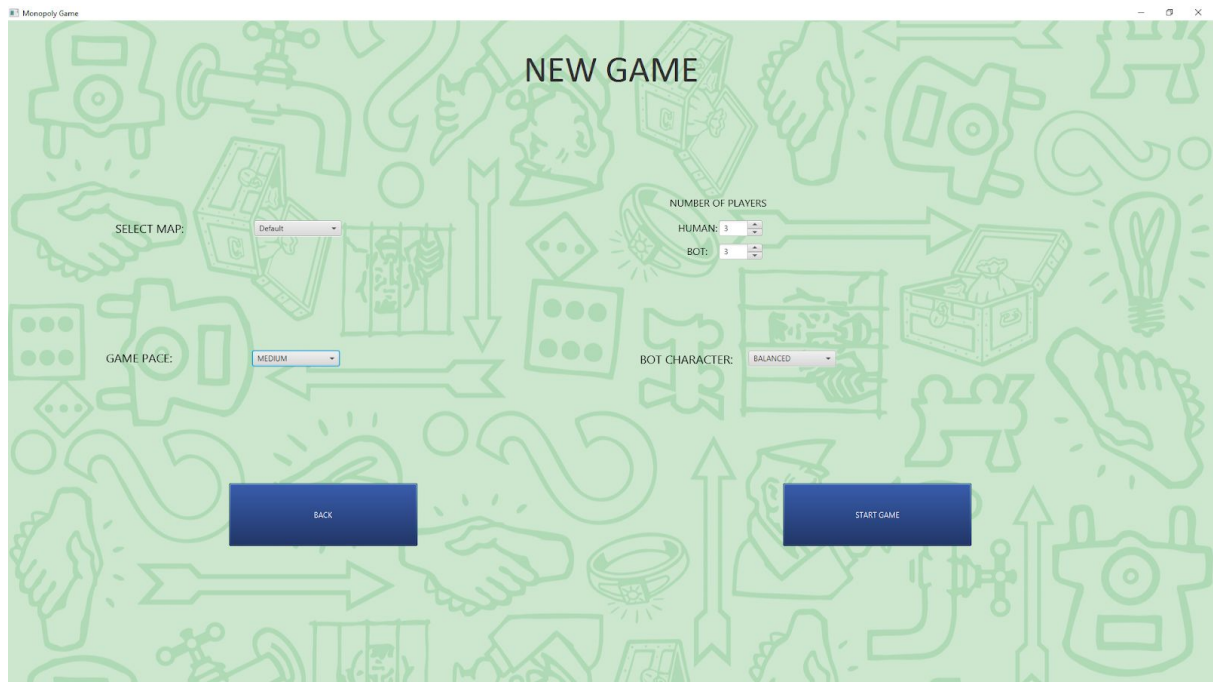 Monopoly Game
NEW GAME
NUMBER OF PLAYERS
SELECT MAP: Default
HUMAN: 3
BOT: 3
GAME PACE: MEDIUM
BOT CHARACTER: BALANCED
BACK
START GAME